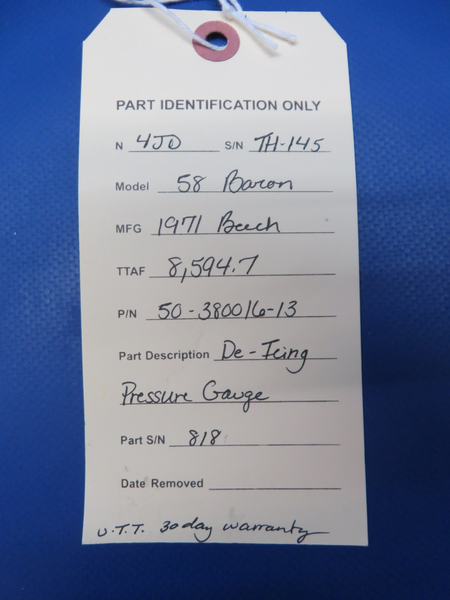 PART IDENTIFICATION ONLY
N 4JD S/N TH-145
Model 58 Baron
MFG 1971 Beech
TTAF 8,594.7
P/N 50-380016-13
Part Description De-Icing
Pressure Gauge
Part S/N 818
Date Removed
U.T.T. 30 day warranty